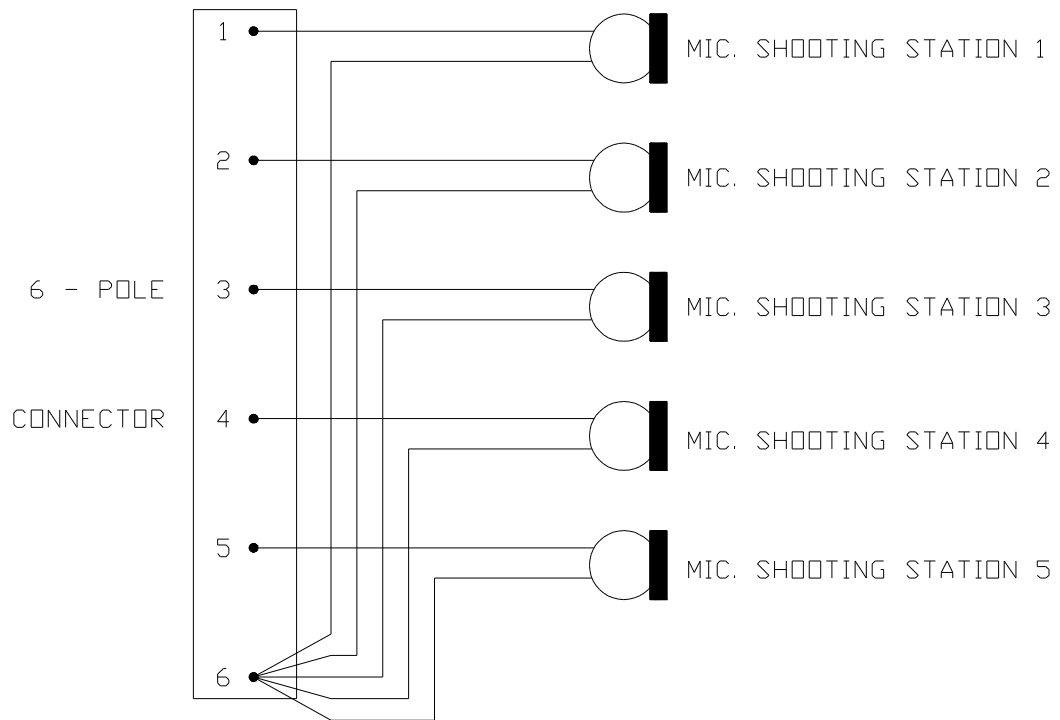 1
MIC. SHOOTING STATION 1
2
MIC. SHOOTING STATION 2
6 - POLE
3
MIC. SHOOTING STATION 3
CONNECTOR
4
MIC. SHOOTING STATION 4
5
MIC. SHOOTING STATION 5
6